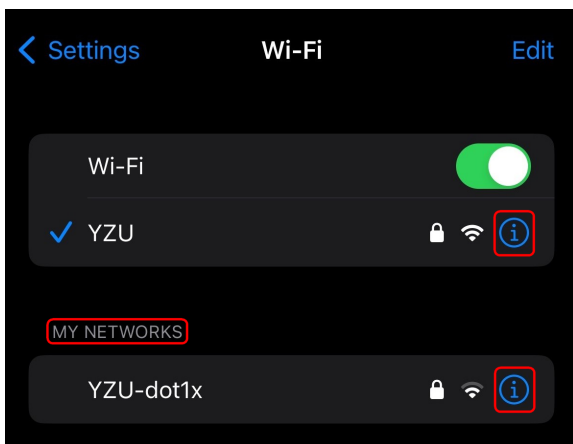 Settings Wi-Fi Edit
Wi-Fi
YZU
MY NETWORKS
YZU-dot1x